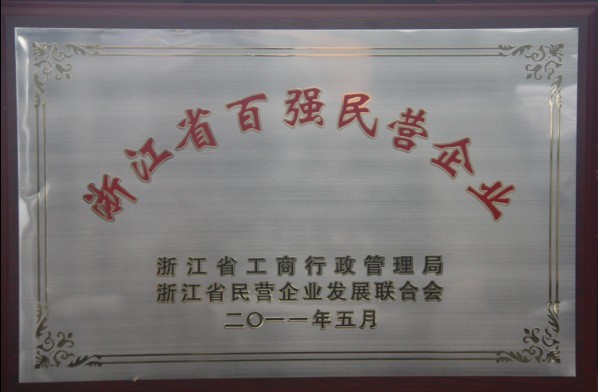 浙江省百强民营企业
浙江省工商行政管理局
浙江省民营企业发展联合会
二〇一一年五月